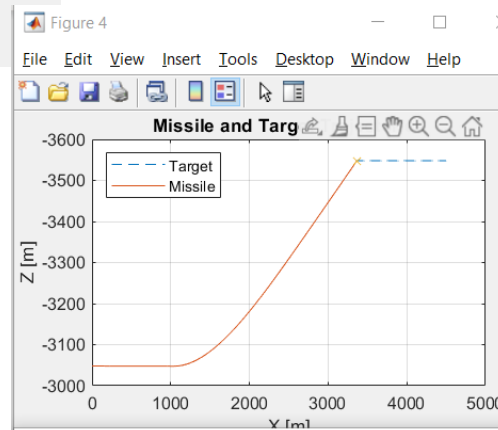 Figure 4
File Edit View Insert Tools Desktop Window Help
Missile and Targ
-3600
Target
Missile
-3550
-3400
-3300
-3200
-3100
-3000
Z [m]
0 1000 2000 3000 4000 5000
X [m]